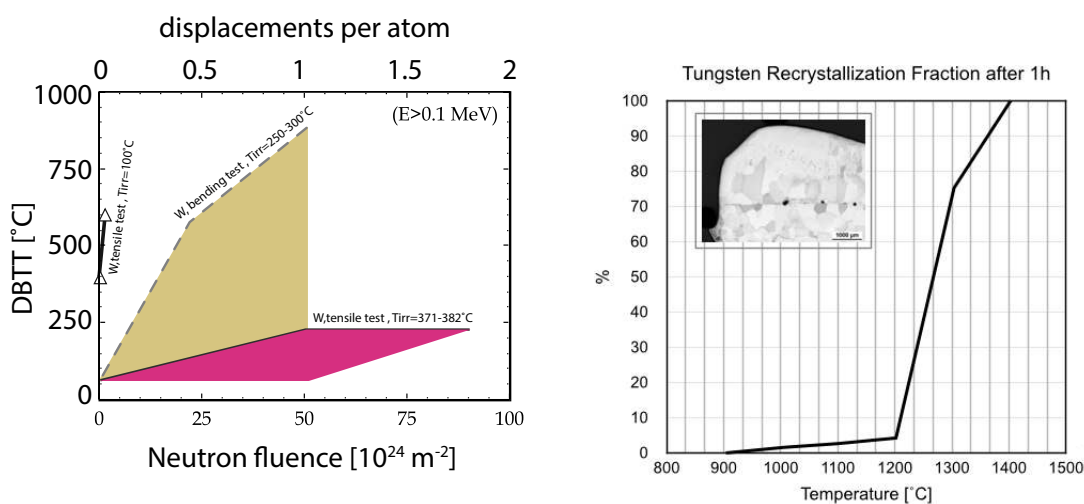 displacements per atom
0 0.5 1 1.5 2
1000
750
500
250
0
DBTT [˚C]
(E>0.1 MeV)
W,tensile test , Tirr=100˚C
W, bending test , Tirr=250-300˚C
W,tensile test , Tirr=371-382˚C
0 25 50 75 100
Neutron fluence [10²⁴ m⁻²]
Tungsten Recrystallization Fraction after 1h
100
90
80
70
60
50
40
30
20
10
0
%
1000 µm
800 900 1000 1100 1200 1300 1400 1500
Temperature [˚C]